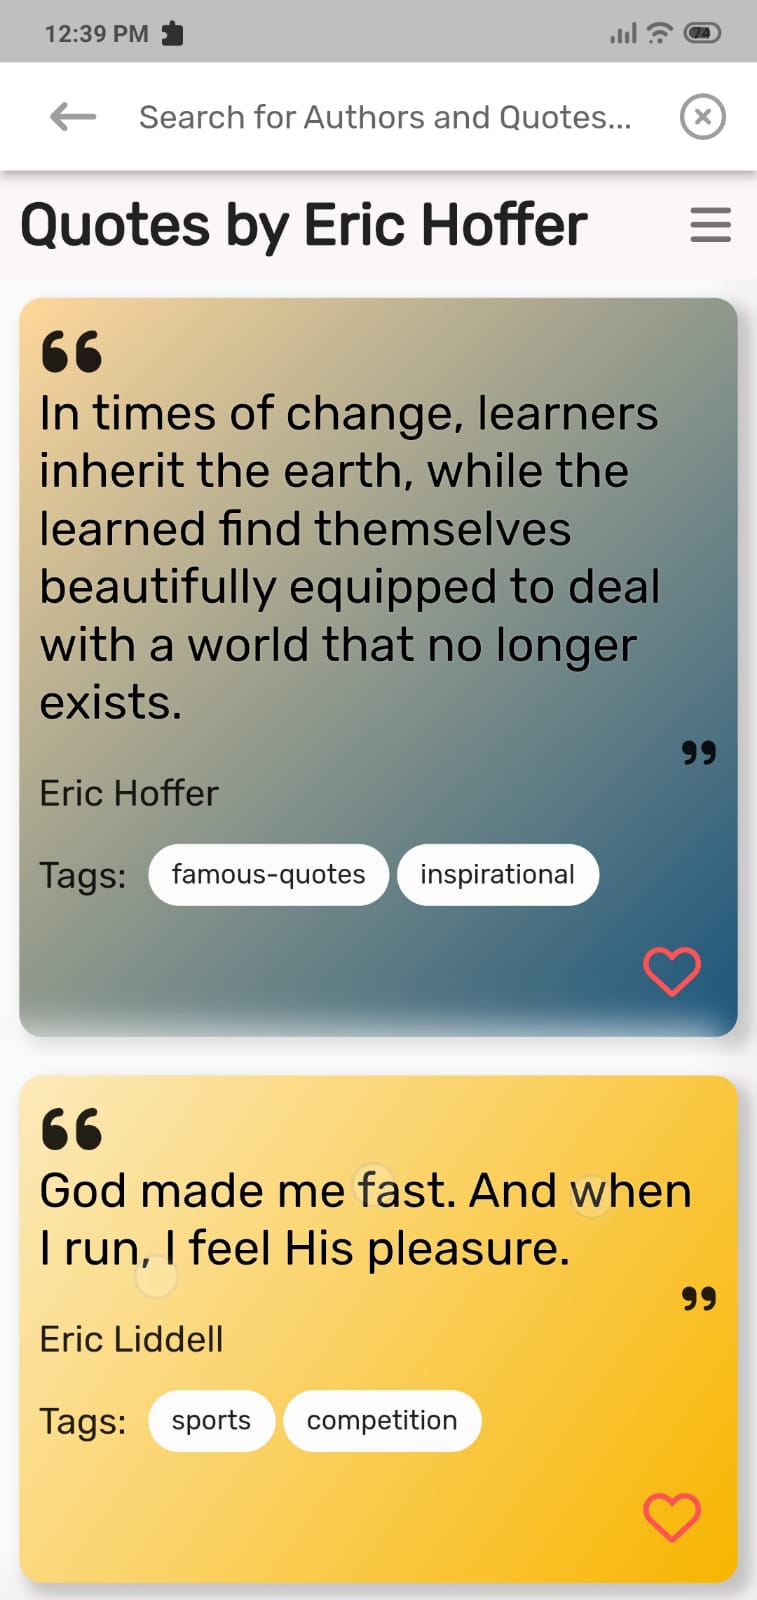 12:39 PM
74
Search for Authors and Quotes...
Quotes by Eric Hoffer
“
In times of change, learners
inherit the earth, while the
learned find themselves
beautifully equipped to deal
with a world that no longer
exists.
”
Eric Hoffer
Tags: famous-quotes inspirational
“
God made me fast. And when
I run, I feel His pleasure.
”
Eric Liddell
Tags: sports competition